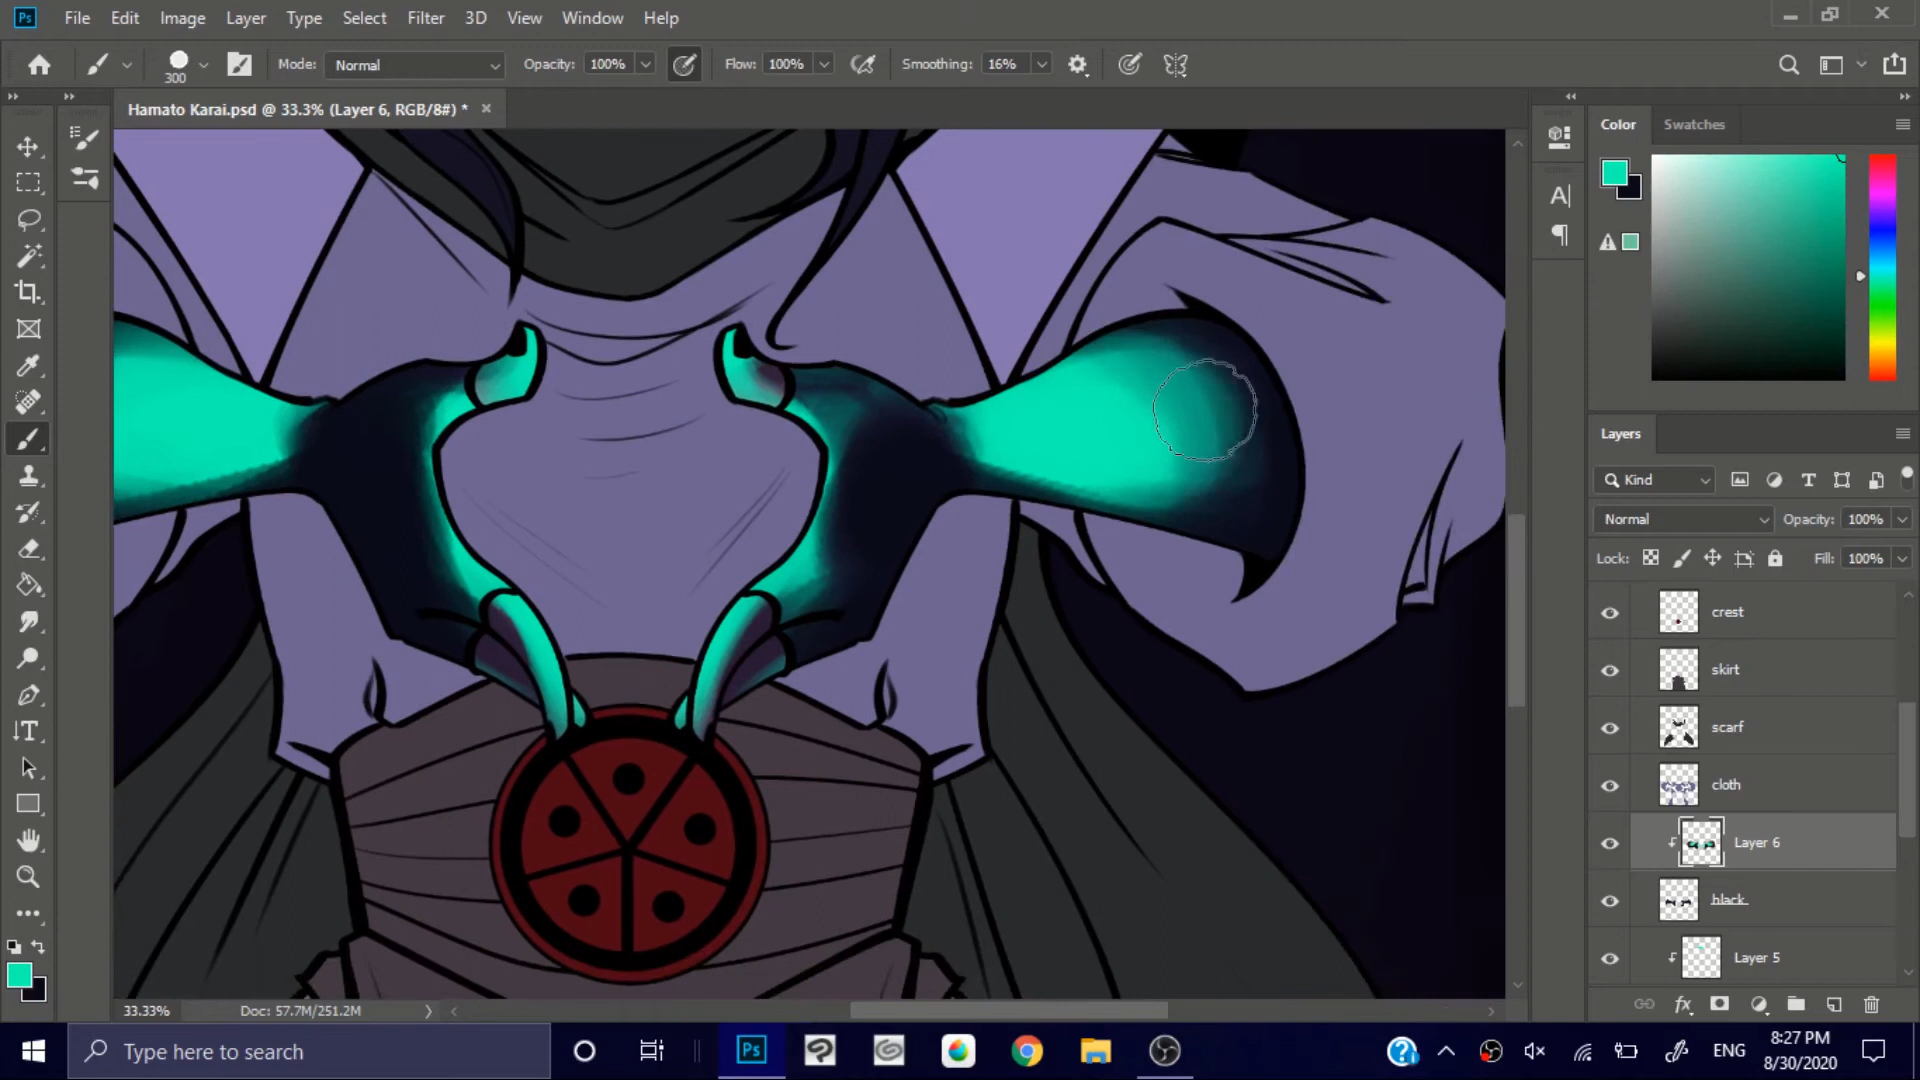 Ps File Edit Image Layer Type Select Filter 3D View Window Help
300 Mode: Normal Opacity: 100% Flow: 100% Smoothing: 16%
Hamato Karai.psd @ 33.3% (Layer 6, RGB/8#) *
Color Swatches
Layers
Kind
Normal Opacity: 100%
Lock: Fill: 100%
crest
skirt
scarf
cloth
Layer 6
black
Layer 5
33.33% Doc: 57.7M/251.2M
Type here to search
Ps
ENG
8:27 PM
8/30/2020